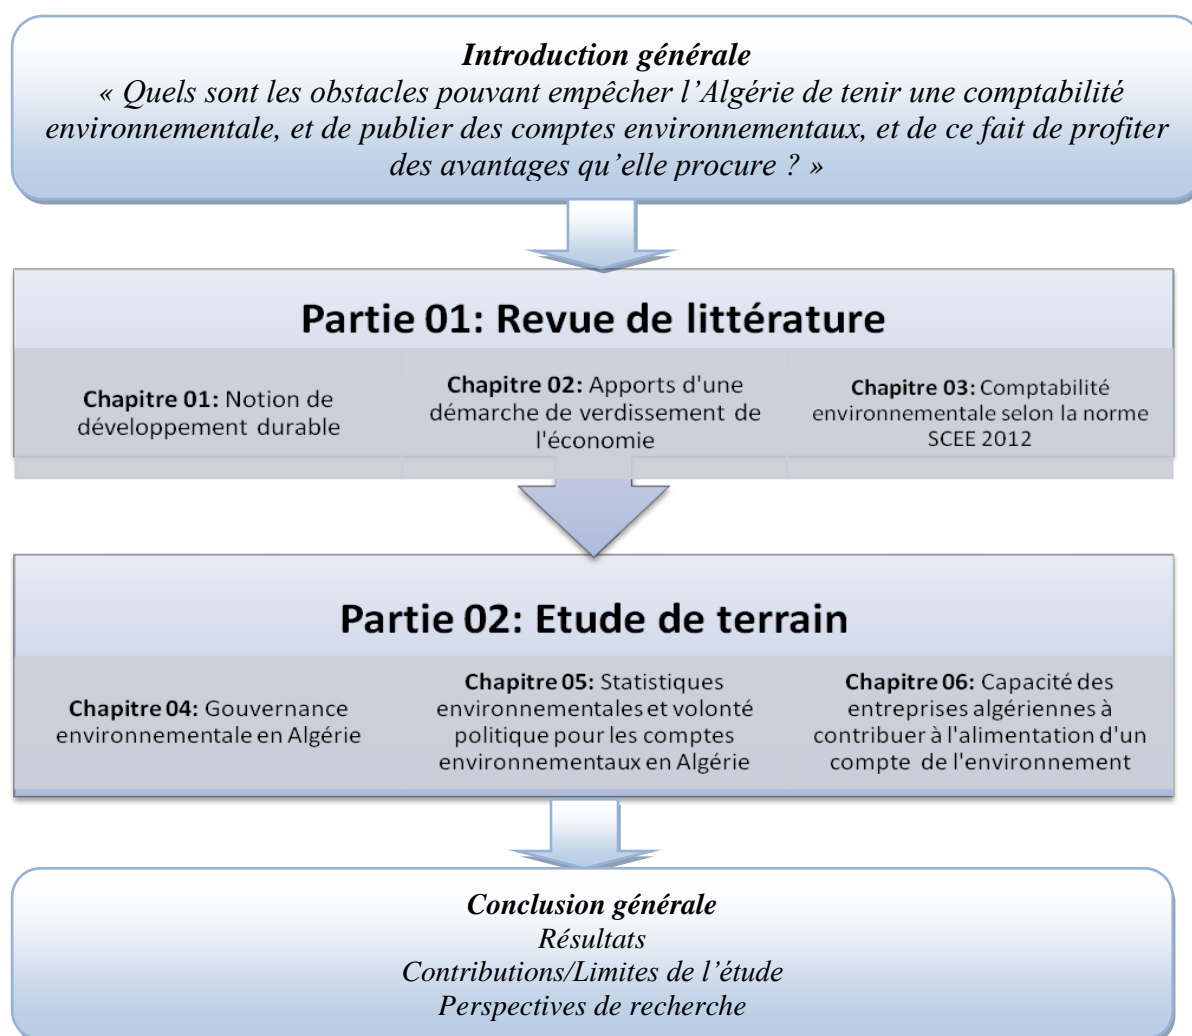 Introduction générale
« Quels sont les obstacles pouvant empêcher l’Algérie de tenir une comptabilité
environnementale, et de publier des comptes environnementaux, et de ce fait de profiter
des avantages qu’elle procure ? »
Partie 01: Revue de littérature
Chapitre 01: Notion de
développement durable
Chapitre 02: Apports d'une
démarche de verdissement de
l'économie
Chapitre 03: Comptabilité
environnementale selon la norme
SCEE 2012
Partie 02: Etude de terrain
Chapitre 04: Gouvernance
environnementale en Algérie
Chapitre 05: Statistiques
environnementales et volonté
politique pour les comptes
environnementaux en Algérie
Chapitre 06: Capacité des
entreprises algériennes à
contribuer à l'alimentation d'un
compte de l'environnement
Conclusion générale
Résultats
Contributions/Limites de l’étude
Perspectives de recherche